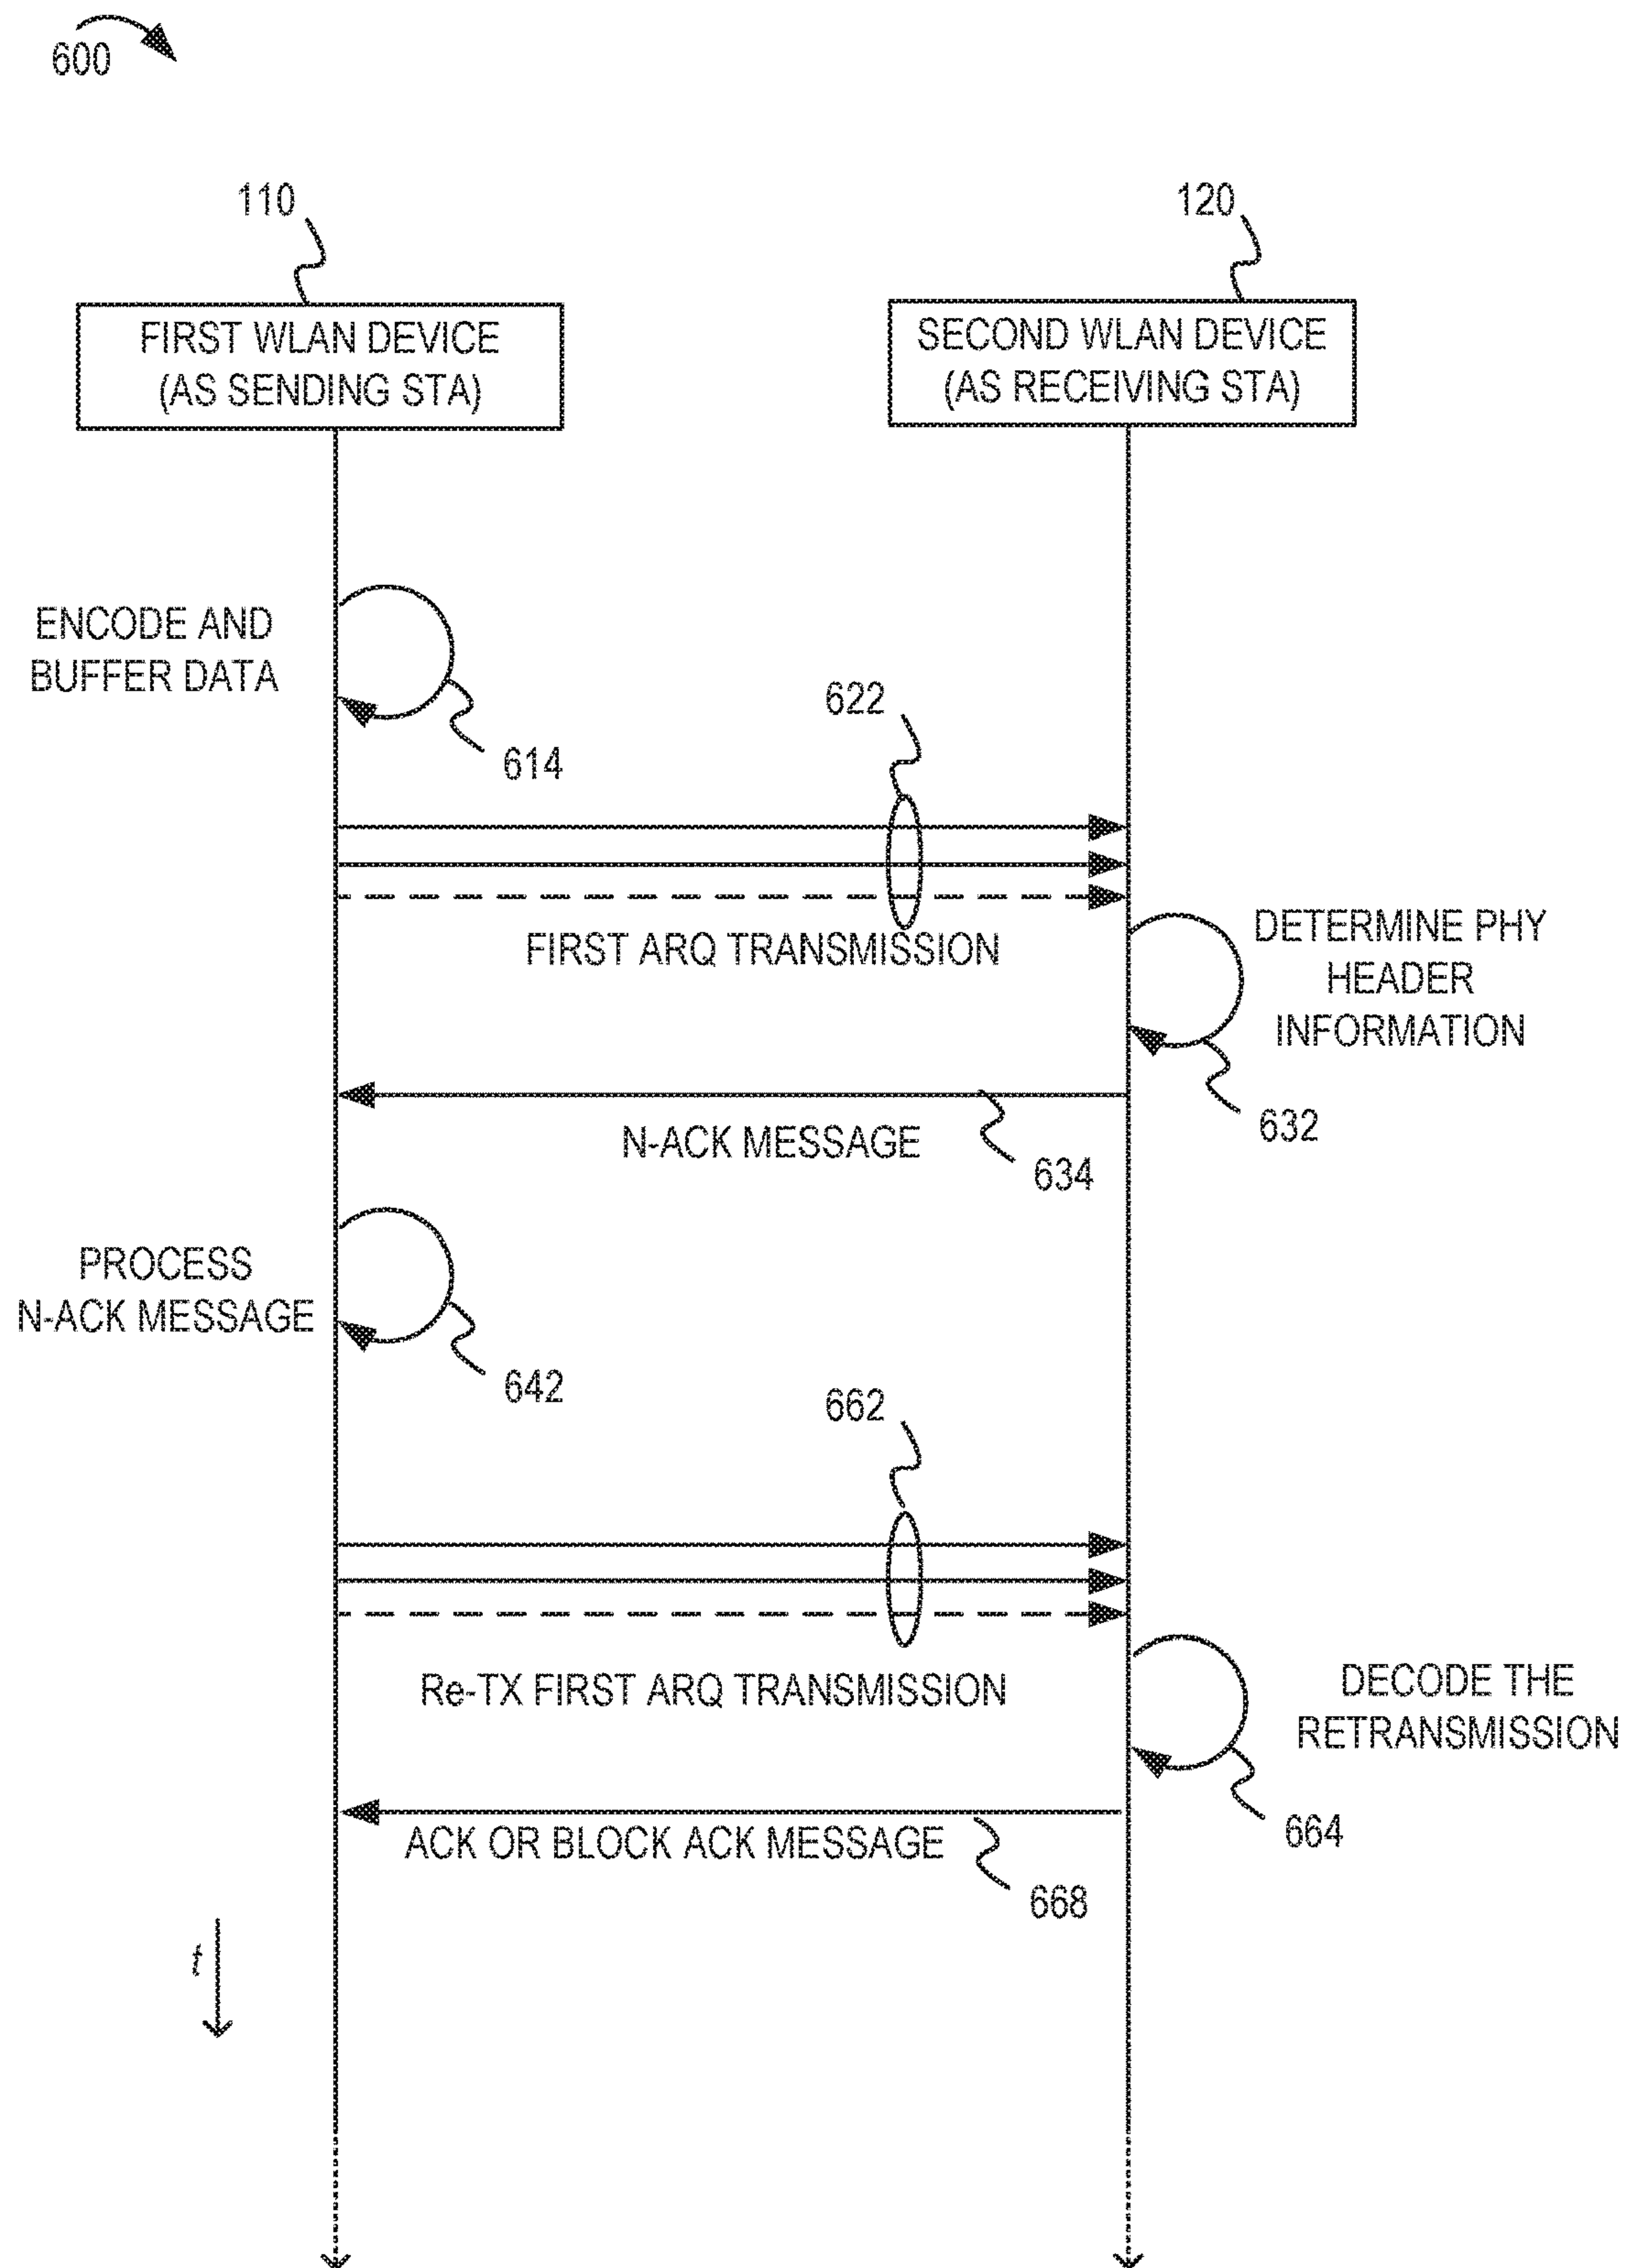 600
110
120
FIRST WLAN DEVICE
(AS SENDING STA)
SECOND WLAN DEVICE
(AS RECEIVING STA)
ENCODE AND
BUFFER DATA
614
622
FIRST ARQ TRANSMISSION
DETERMINE PHY
HEADER
INFORMATION
632
N-ACK MESSAGE
634
PROCESS
N-ACK MESSAGE
642
662
Re-TX FIRST ARQ TRANSMISSION
DECODE THE
RETRANSMISSION
664
ACK OR BLOCK ACK MESSAGE
668
t